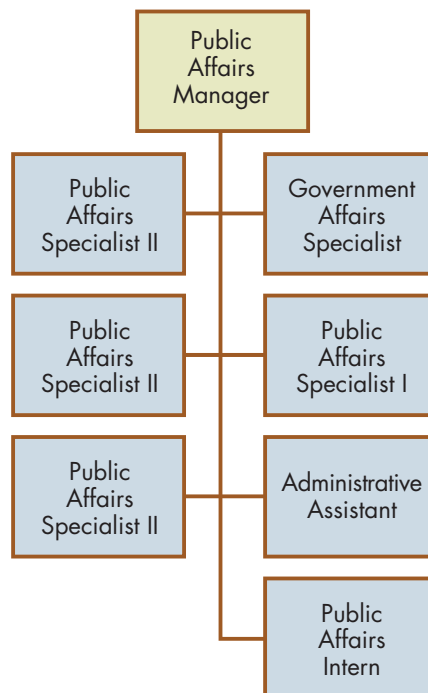 Public
Affairs
Manager
Public
Affairs
Specialist II
Government
Affairs
Specialist
Public
Affairs
Specialist II
Public
Affairs
Specialist I
Public
Affairs
Specialist II
Administrative
Assistant
Public
Affairs
Intern